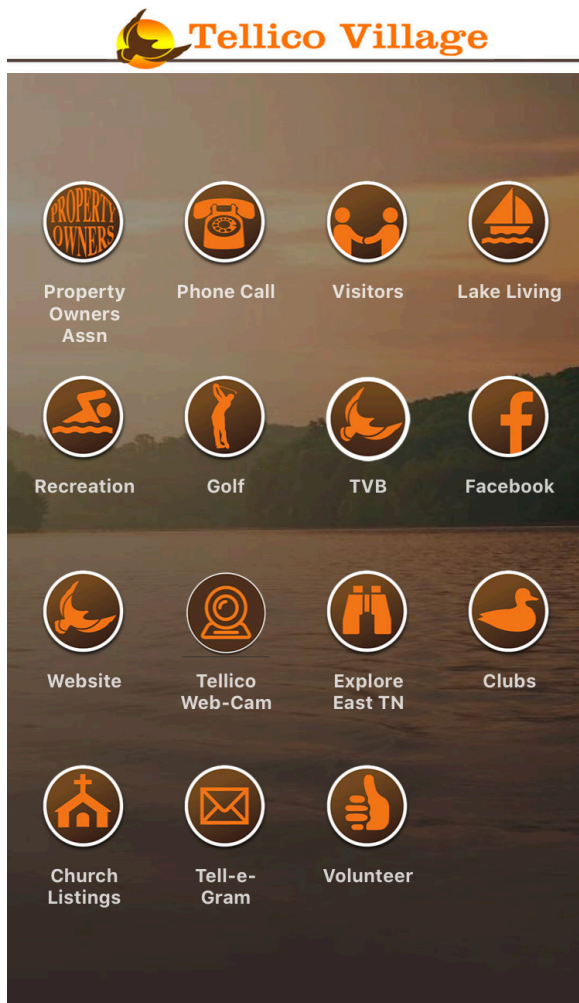 Tellico Village
PROPERTY
OWNERS
Property
Owners
Assn
Phone Call
Visitors
Lake Living
Recreation
Golf
TVB
Facebook
Website
Tellico
Web-Cam
Explore
East TN
Clubs
Church
Listings
Tell-e-
Gram
Volunteer